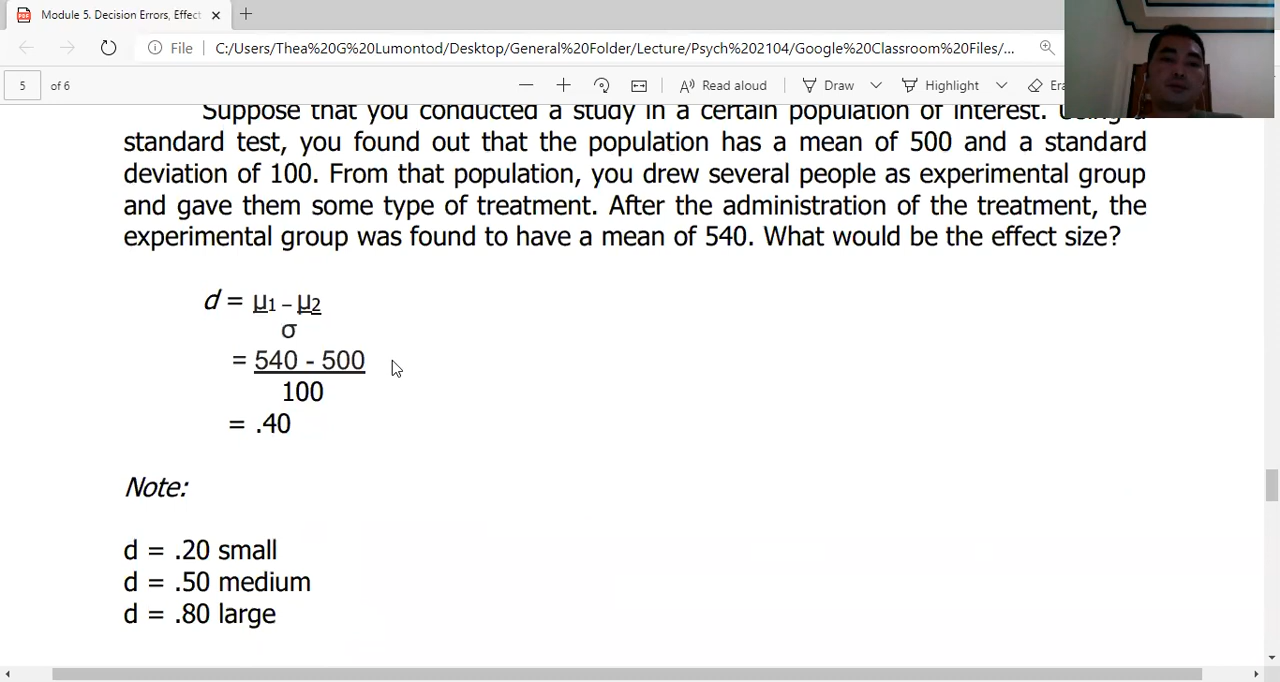 Module 5. Decision Errors, Effect
File C:/Users/Thea%20G%20Lumontod/Desktop/General%20Folder/Lecture/Psych%202104/Google%20Classroom%20Files/...
5 of 6 Read aloud Draw Highlight Era
Suppose that you conducted a study in a certain population of interest. Using a
standard test, you found out that the population has a mean of 500 and a standard
deviation of 100. From that population, you drew several people as experimental group
and gave them some type of treatment. After the administration of the treatment, the
experimental group was found to have a mean of 540. What would be the effect size?
d = µ1 – µ2
σ
= 540 - 500
100
= .40
Note:
d = .20 small
d = .50 medium
d = .80 large